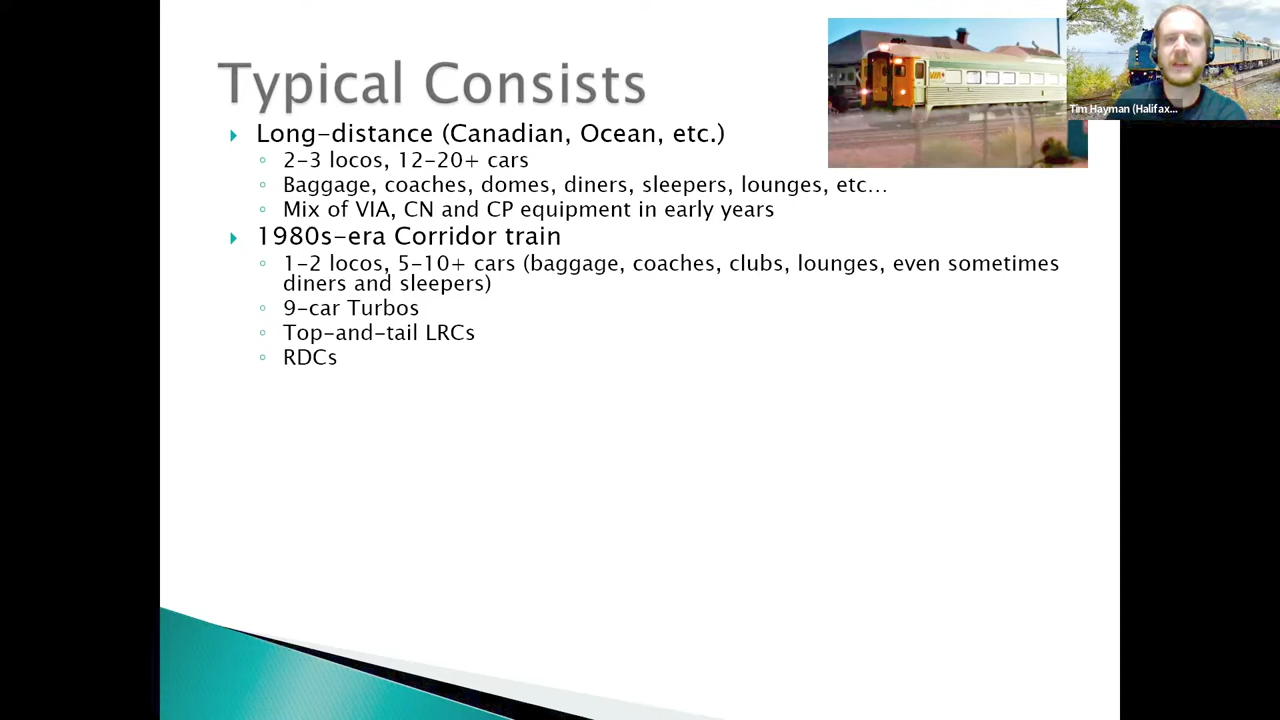 Typical Consists
Long-distance (Canadian, Ocean, etc.)
2-3 locos, 12-20+ cars
Baggage, coaches, domes, diners, sleepers, lounges, etc…
Mix of VIA, CN and CP equipment in early years
1980s-era Corridor train
1-2 locos, 5-10+ cars (baggage, coaches, clubs, lounges, even sometimes
diners and sleepers)
9-car Turbos
Top-and-tail LRCs
RDCs
Tim Hayman (Halifax...
VIA